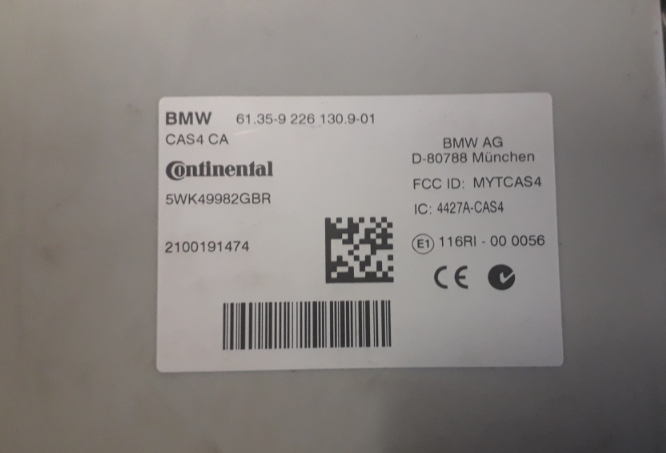 BMW 61.35-9 226 130.9-01
CAS4 CA
Continental
5WK49982GBR
2100191474
BMW AG
D-80788 München
FCC ID: MYTCAS4
IC: 4427A-CAS4
E1 116RI - 00 0056
CE